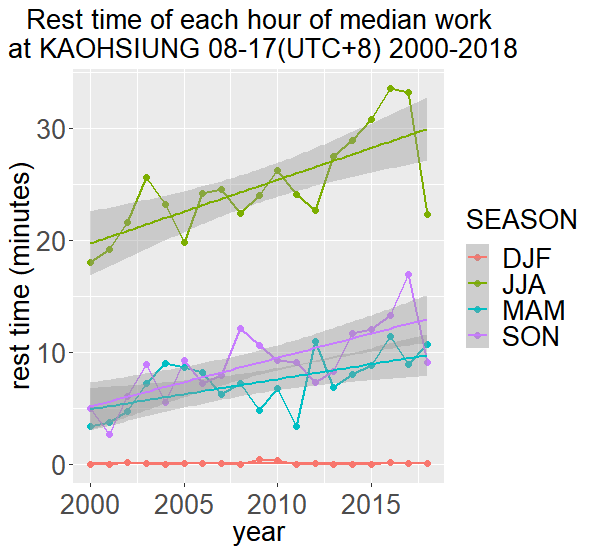 Rest time of each hour of median work
at KAOHSIUNG 08-17(UTC+8) 2000-2018
rest time (minutes)
30
20
10
0
2000 2005 2010 2015
year
SEASON
DJF
JJA
MAM
SON